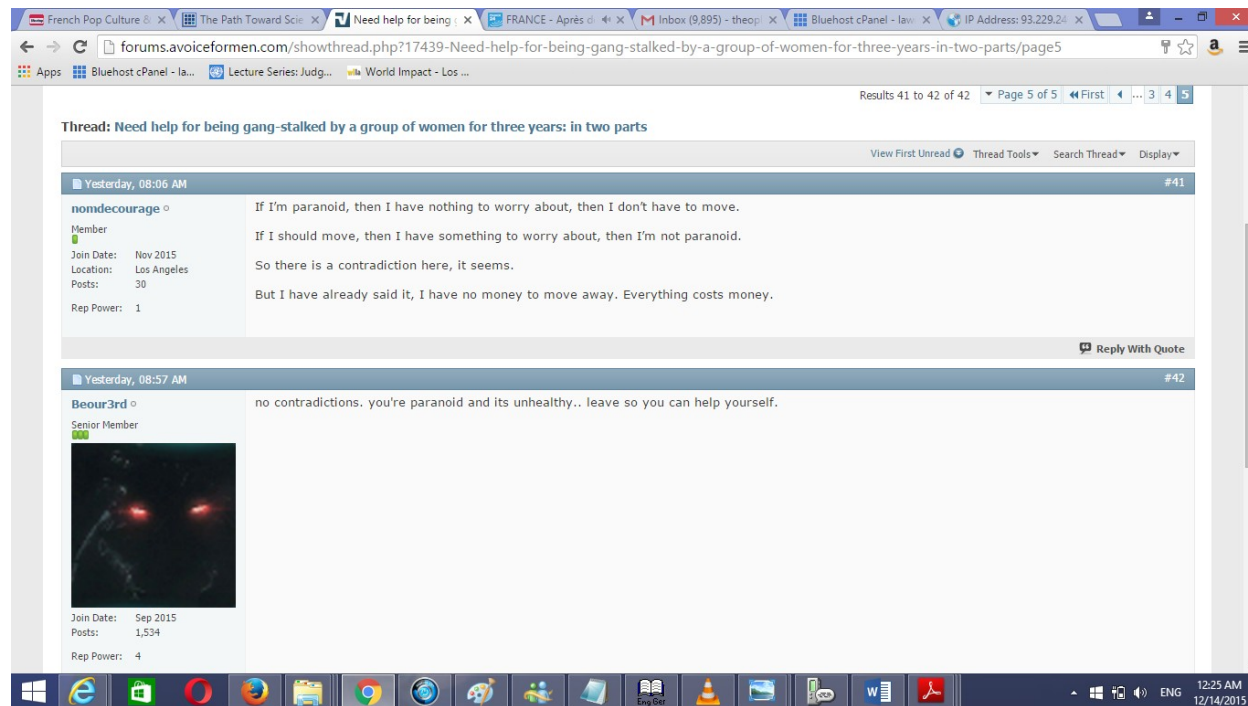 French Pop Culture &
The Path Toward Scie
Need help for being g
FRANCE - Après d
Inbox (9,895) - theopl
Bluehost cPanel - law
IP Address: 93.229.24
forums.avoiceformen.com/showthread.php?17439-Need-help-for-being-gang-stalked-by-a-group-of-women-for-three-years-in-two-parts/page5
Apps Bluehost cPanel - la... Lecture Series: Judg... World Impact - Los ...
Results 41 to 42 of 42 Page 5 of 5 First ... 3 4 5
Thread: Need help for being gang-stalked by a group of women for three years: in two parts
View First Unread Thread Tools Search Thread Display
Yesterday, 08:06 AM #41
nomdecourage
Member
Join Date: Nov 2015
Location: Los Angeles
Posts: 30
Rep Power: 1
If I'm paranoid, then I have nothing to worry about, then I don't have to move.
If I should move, then I have something to worry about, then I'm not paranoid.
So there is a contradiction here, it seems.
But I have already said it, I have no money to move away. Everything costs money.
Reply With Quote
Yesterday, 08:57 AM #42
Beour3rd
Senior Member
Join Date: Sep 2015
Posts: 1,534
Rep Power: 4
no contradictions. you're paranoid and its unhealthy.. leave so you can help yourself.
Eng Ger
ENG
12:25 AM
12/14/2015